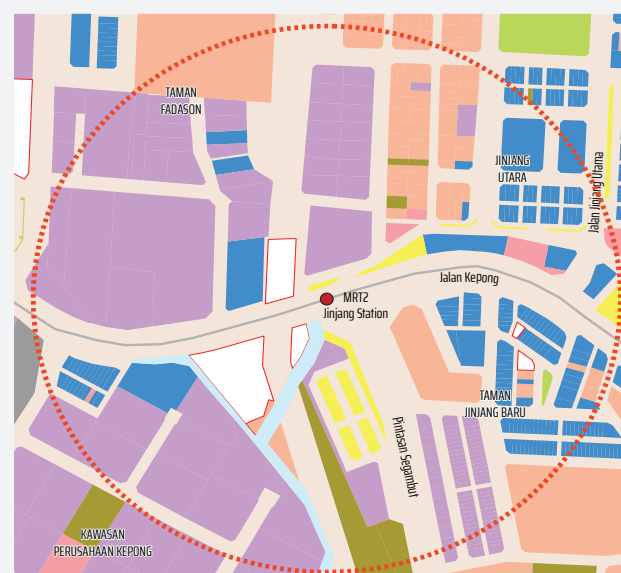 TAMAN
FADASON
JINJANG
UTARA
Jalan Jinjang Utama
Jalan Kepong
MRT2
Jinjang Station
TAMAN
JINJANG BARU
Pintasan Segambut
KAWASAN
PERUSAHAAN KEPONG